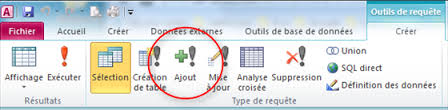 Outils de requête
Fichier Accueil Créer Données externes Outils de base de données Créer
Affichage Exécuter Sélection Création de table Ajout Mise à jour Analyse croisée Suppression
Union
SQL direct
Définition des données
Résultats Type de requête